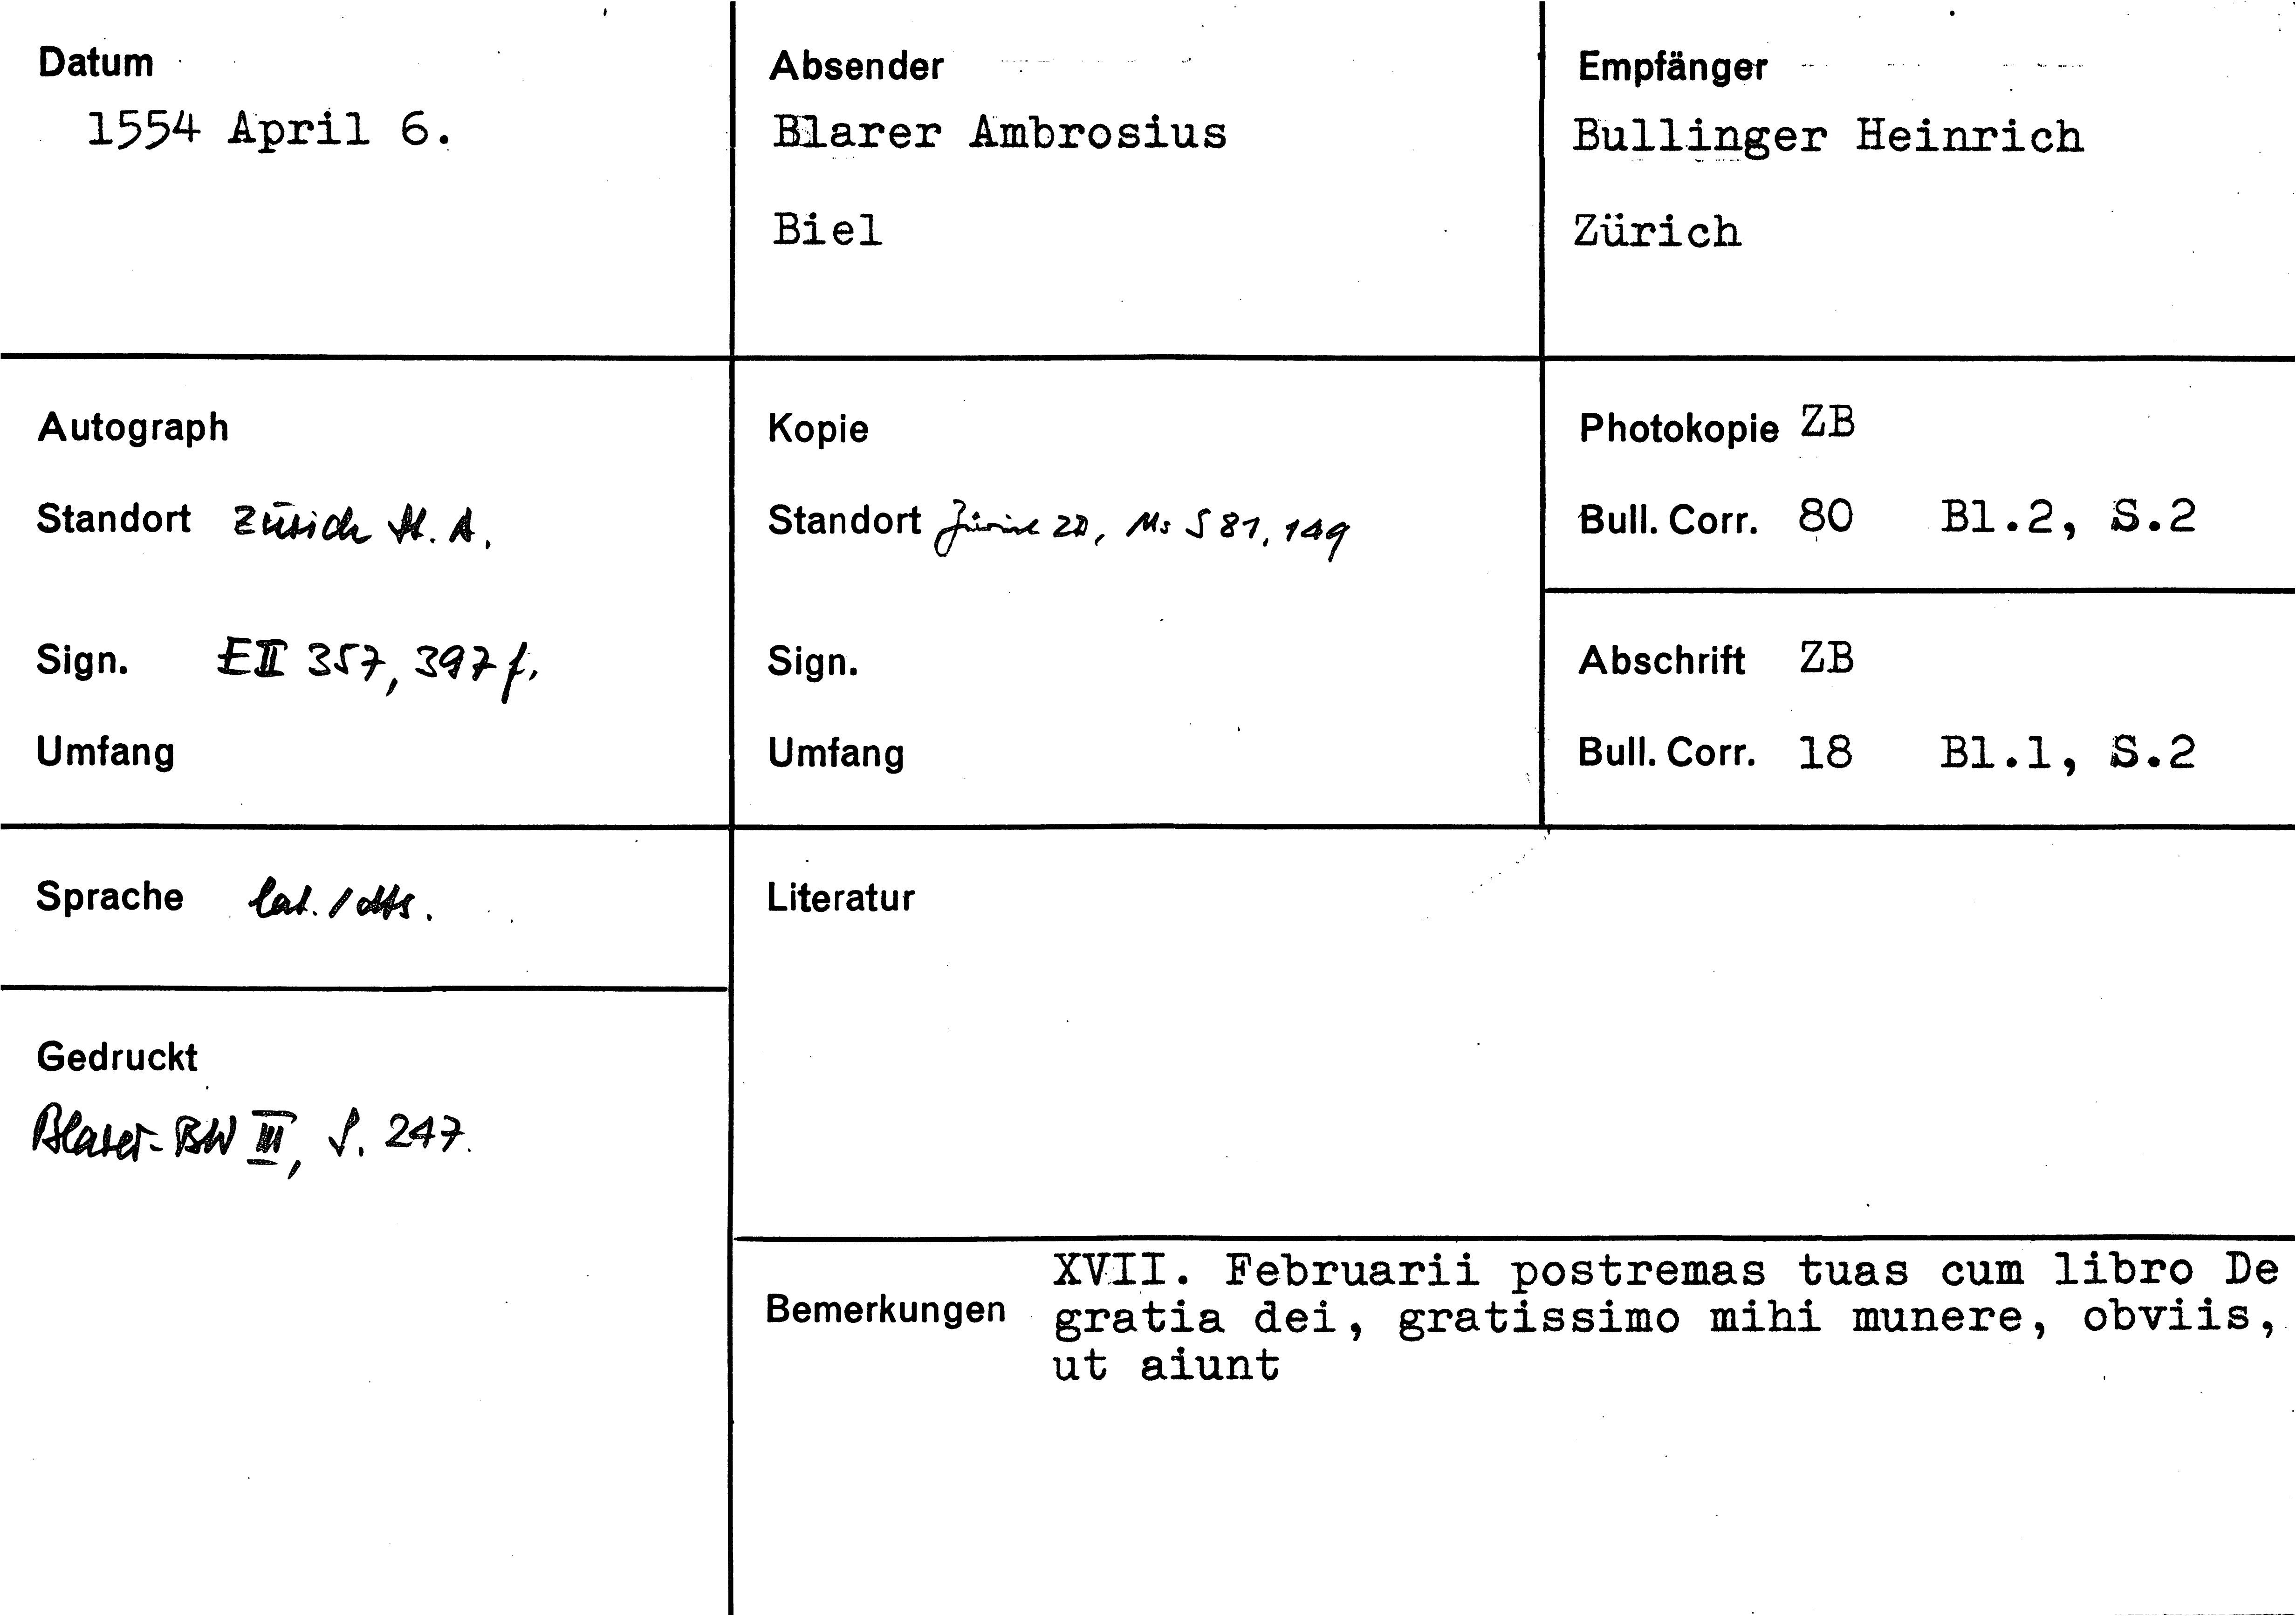 Datum
1554 April 6.
Absender
Blarer Ambrosius
Biel
Empfänger
Bullinger Heinrich
Zürich
Autograph
Standort Zürich St. A.
Sign. E II 357, 397 f.
Umfang
Kopie
Standort Zürich ZB, Ms S 81, 149
Sign.
Umfang
Photokopie ZB
Bull. Corr. 80 Bl.2, S.2
Abschrift ZB
Bull. Corr. 18 Bl.1, S.2
Sprache lat. / dts.
Gedruckt
Blarer-BW III, S. 247.
Literatur
Bemerkungen
XVII. Februarii postremas tuas cum libro De
gratia dei, gratissimo mihi munere, obviis,
ut aiunt